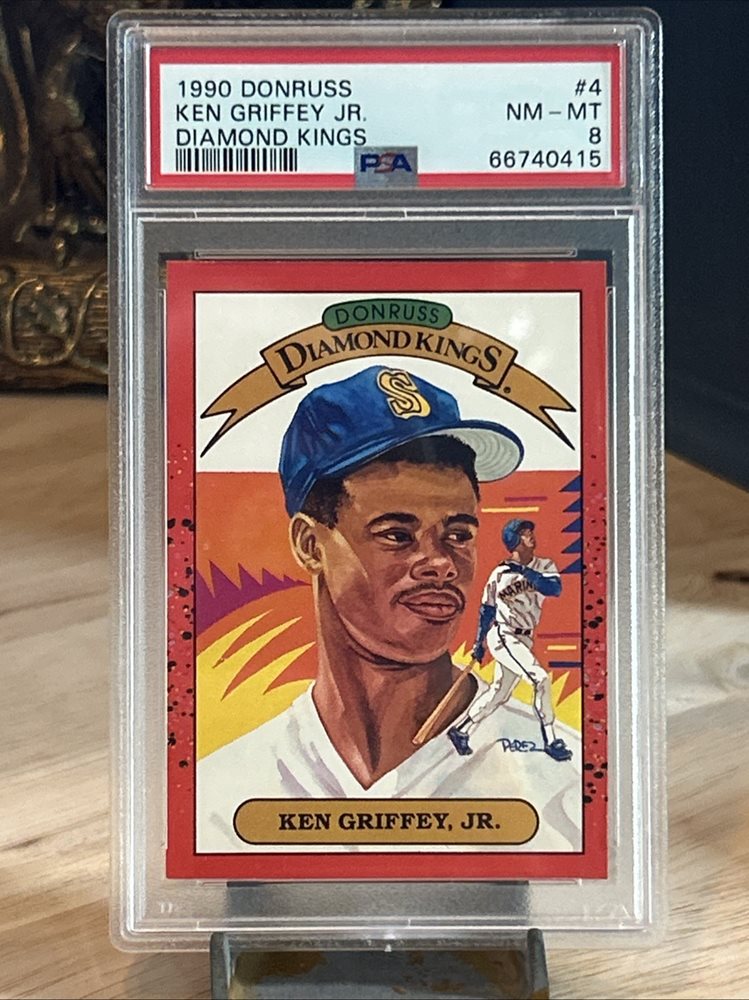 1990 DONRUSS #4
KEN GRIFFEY JR. NM - MT
DIAMOND KINGS 8
PSA 66740415
DONRUSS
DIAMOND KINGS
S
MARIN
PEREZ
KEN GRIFFEY, JR.